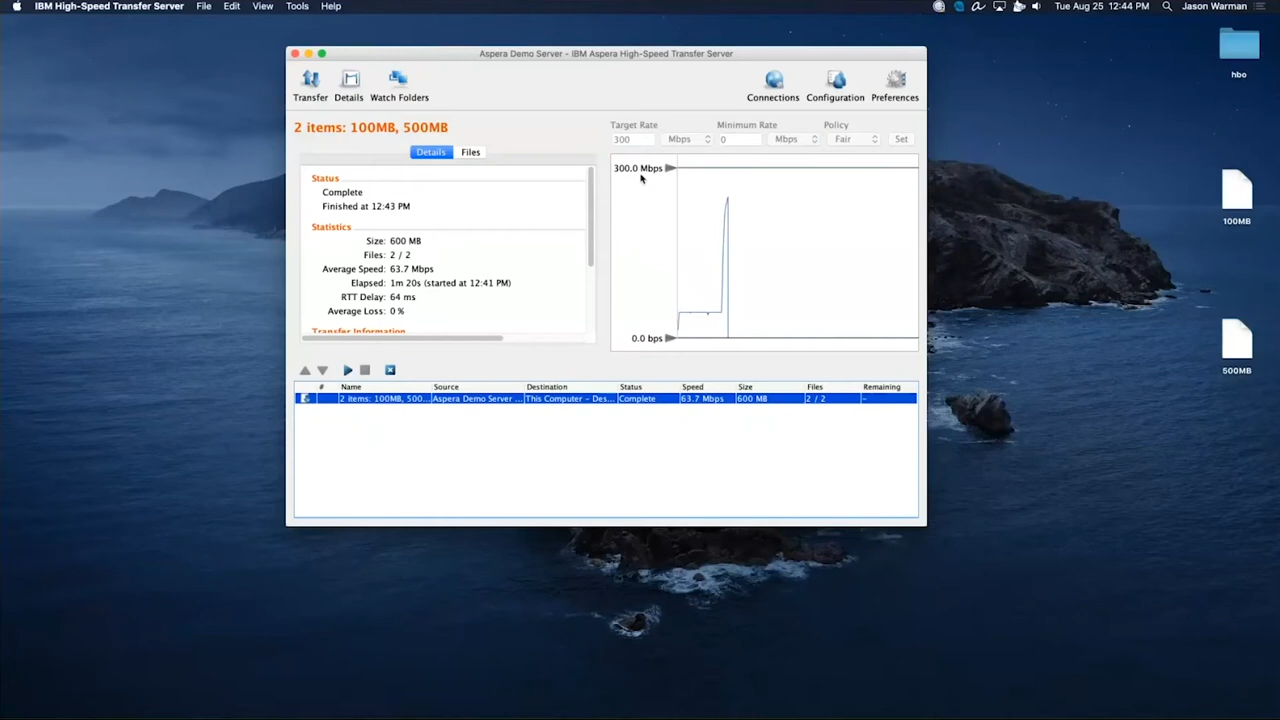 IBM High-Speed Transfer Server File Edit View Tools Help Tue Aug 25 12:44 PM Jason Warman
Aspera Demo Server - IBM Aspera High-Speed Transfer Server
Transfer Details Watch Folders Connections Configuration Preferences
2 items: 100MB, 500MB
Target Rate Minimum Rate Policy
300 Mbps 0 Mbps Fair Set
Details Files
Status
Complete
Finished at 12:43 PM
Statistics
Size: 600 MB
Files: 2 / 2
Average Speed: 63.7 Mbps
Elapsed: 1m 20s (started at 12:41 PM)
RTT Delay: 64 ms
Average Loss: 0 %
Transfer Information
300.0 Mbps
0.0 bps
# Name Source Destination Status Speed Size Files Remaining
2 items: 100MB, 500... Aspera Demo Server ... This Computer - Des... Complete 63.7 Mbps 600 MB 2 / 2 -
hbo
100MB
500MB